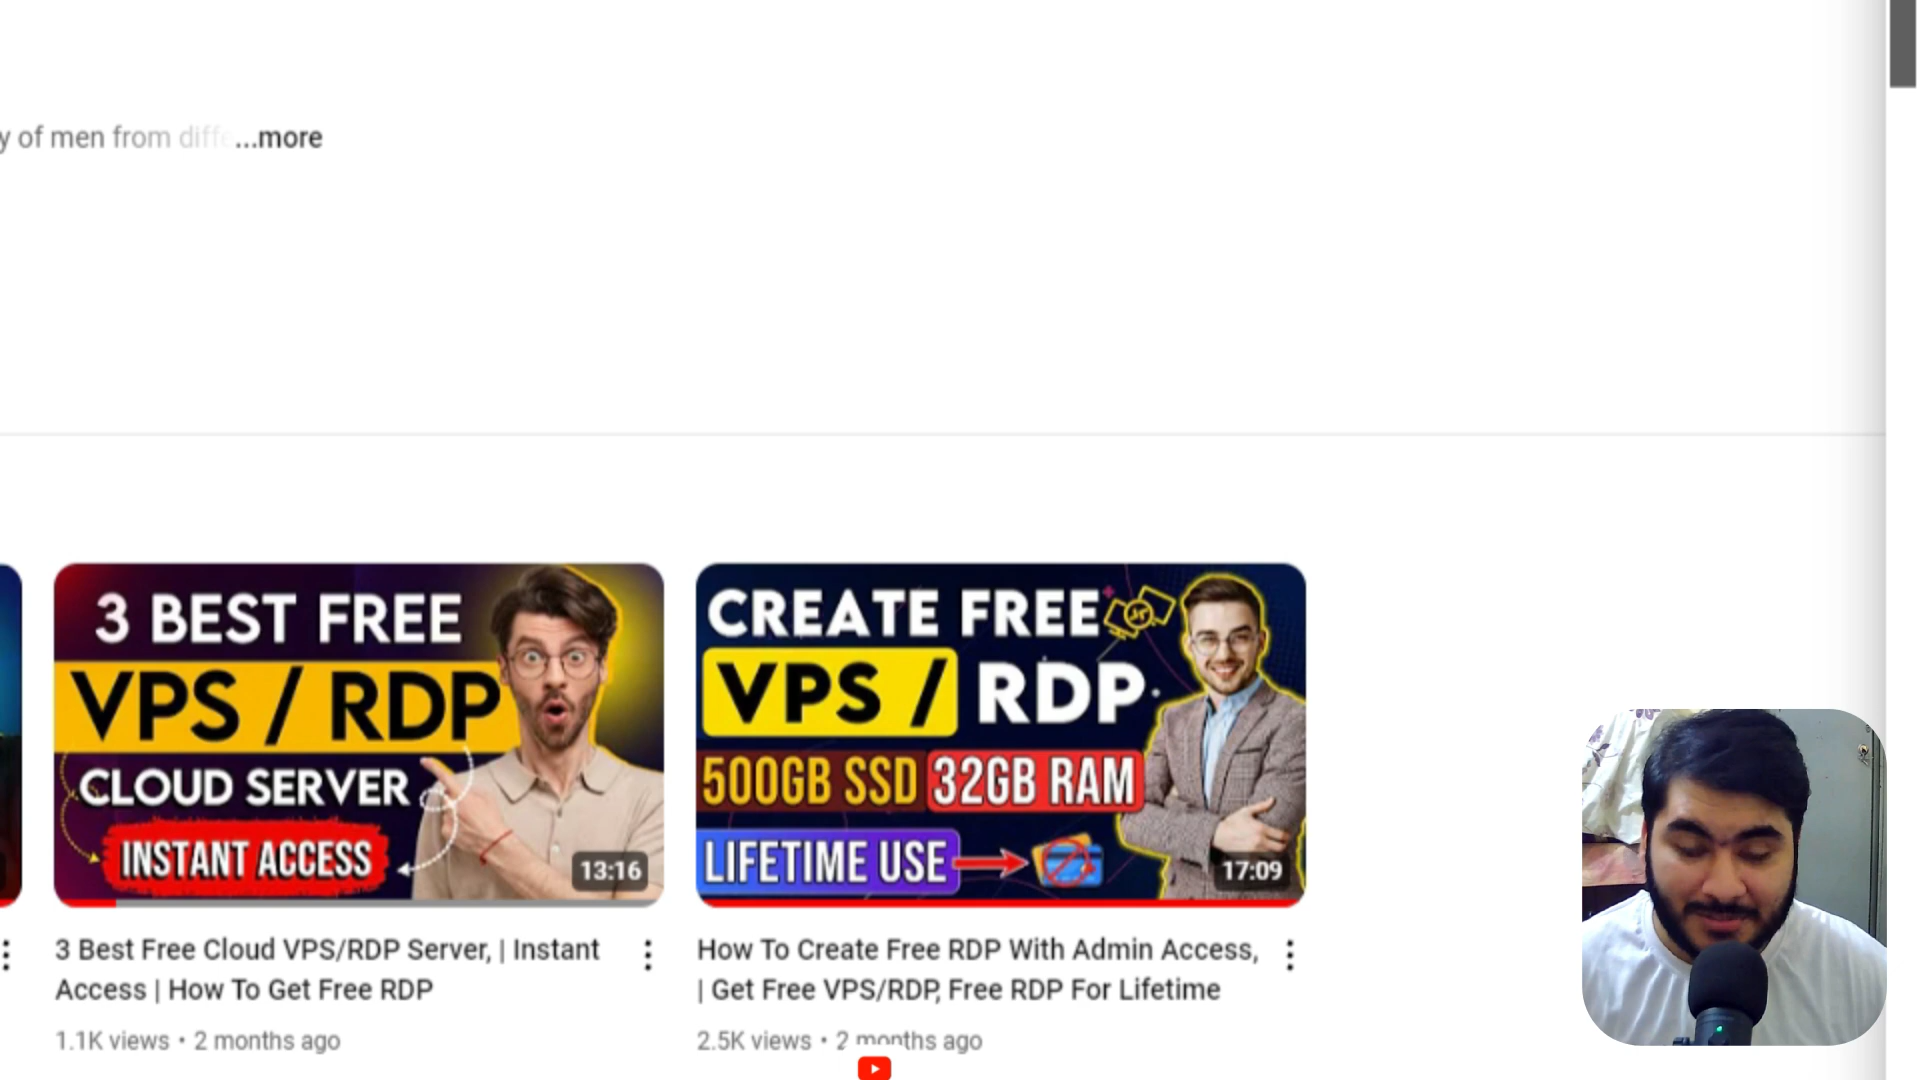 y of men from diffe...more
3 BEST FREE
VPS / RDP
CLOUD SERVER
INSTANT ACCESS
13:16
CREATE FREE
VPS / RDP
500GB SSD 32GB RAM
LIFETIME USE
17:09
3 Best Free Cloud VPS/RDP Server, | Instant
Access | How To Get Free RDP
1.1K views • 2 months ago
How To Create Free RDP With Admin Access,
| Get Free VPS/RDP, Free RDP For Lifetime
2.5K views • 2 months ago